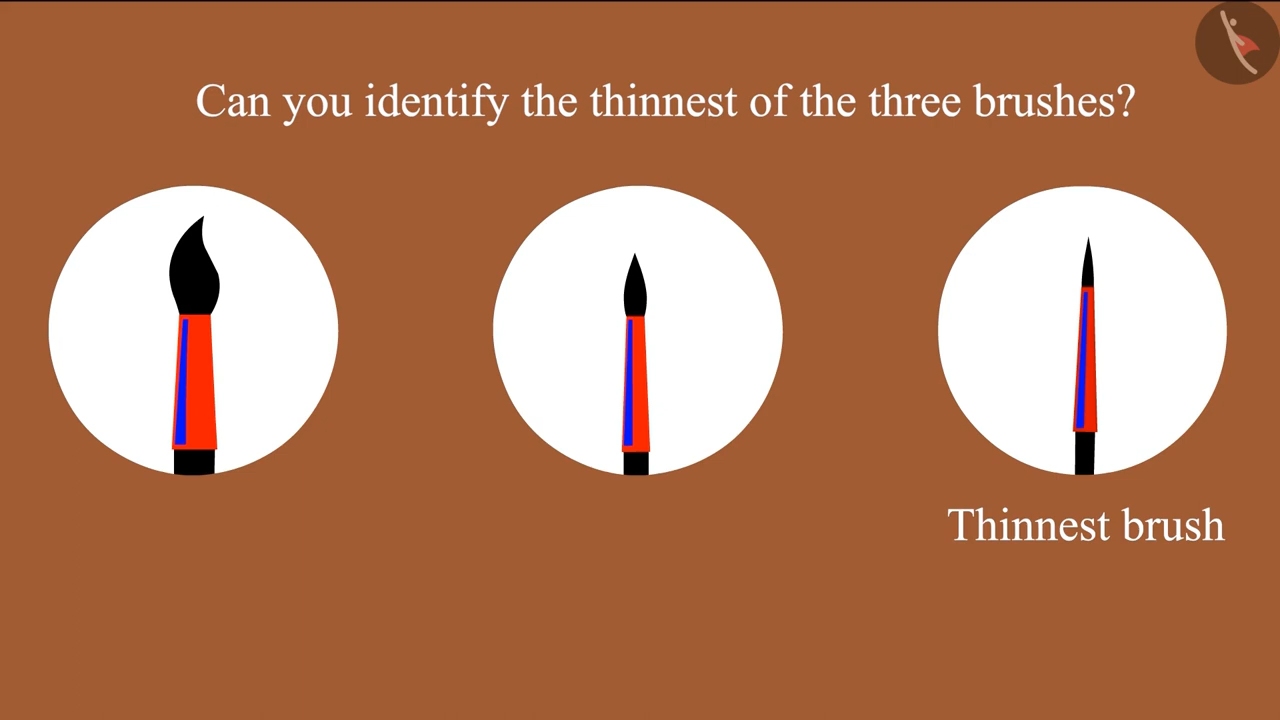 Can you identify the thinnest of the three brushes?
Thinnest brush